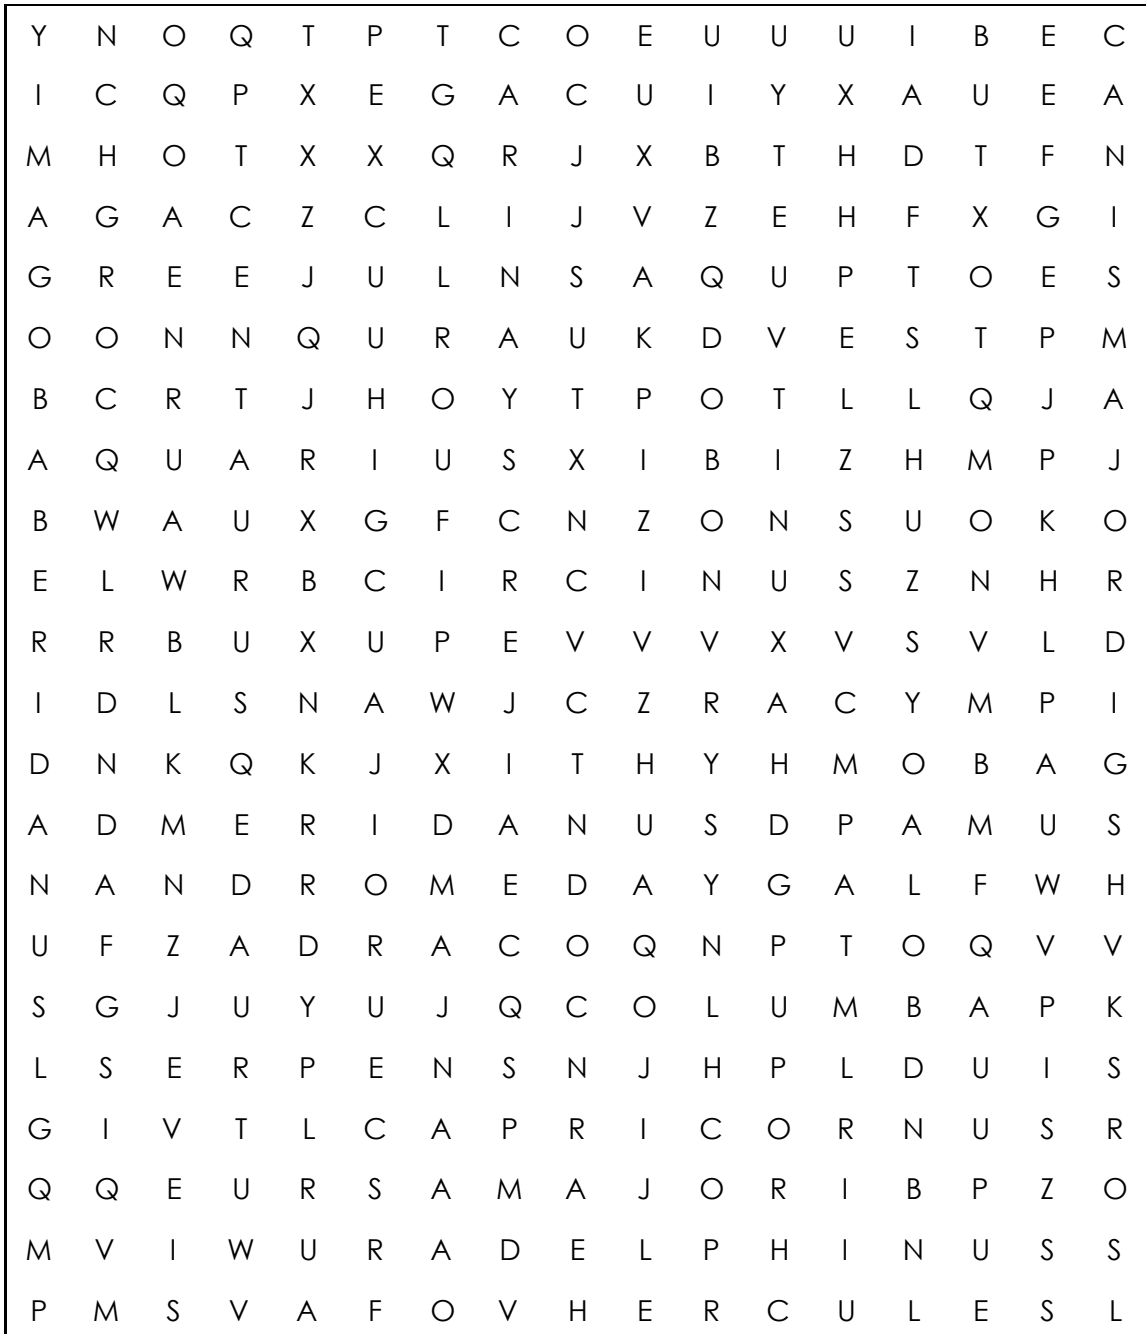 Y N O Q T P T C O E U U U I B E C
I C Q P X E G A C U I Y X A U E A
M H O T X X Q R J X B T H D T F N
A G A C Z C L I J V Z E H F X G I
G R E E J U L N S A Q U P T O E S
O O N N Q U R A U K D V E S T P M
B C R T J H O Y T P O T L L Q J A
A Q U A R I U S X I B I Z H M P J
B W A U X G F C N Z O N S U O K O
E L W R B C I R C I N U S Z N H R
R R B U X U P E V V V X V S V L D
I D L S N A W J C Z R A C Y M P I
D N K Q K J X I T H Y H M O B A G
A D M E R I D A N U S D P A M U S
N A N D R O M E D A Y G A L F W H
U F Z A D R A C O Q N P T O Q V V
S G J U Y U J Q C O L U M B A P K
L S E R P E N S N J H P L D U I S
G I V T L C A P R I C O R N U S R
Q Q E U R S A M A J O R I B P Z O
M V I W U R A D E L P H I N U S S
P M S V A F O V H E R C U L E S L